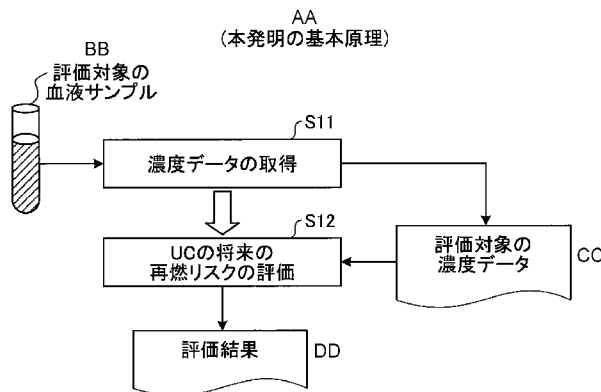 AA
(本発明の基本原理)
BB
評価対象の
血液サンプル
S11
濃度データの取得
S12
UCの将来の
再燃リスクの評価
評価対象の
濃度データ
CC
評価結果
DD